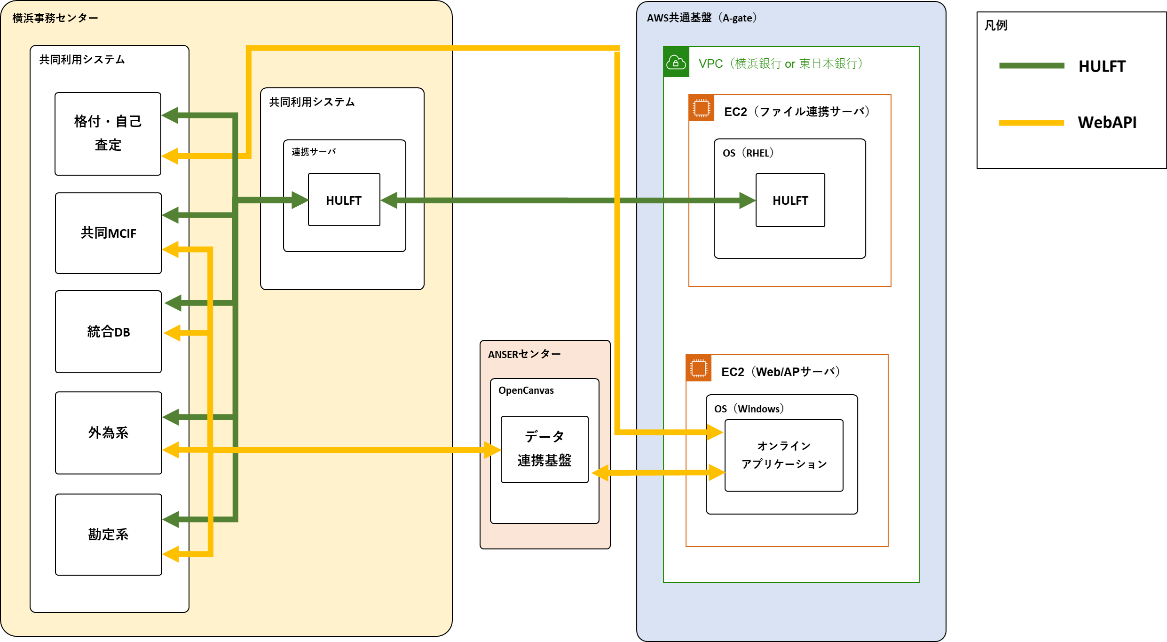 横浜事務センター
共同利用システム
格付・自己
査定
共同MCIF
統合DB
外為系
勘定系
共同利用システム
連携サーバ
HULFT
ANSERセンター
OpenCanvas
データ
連携基盤
AWS共通基盤（A-gate）
VPC（横浜銀行 or 東日本銀行）
EC2（ファイル連携サーバ）
OS（RHEL）
HULFT
EC2（Web/APサーバ）
OS（Windows）
オンライン
アプリケーション
凡例
HULFT
WebAPI